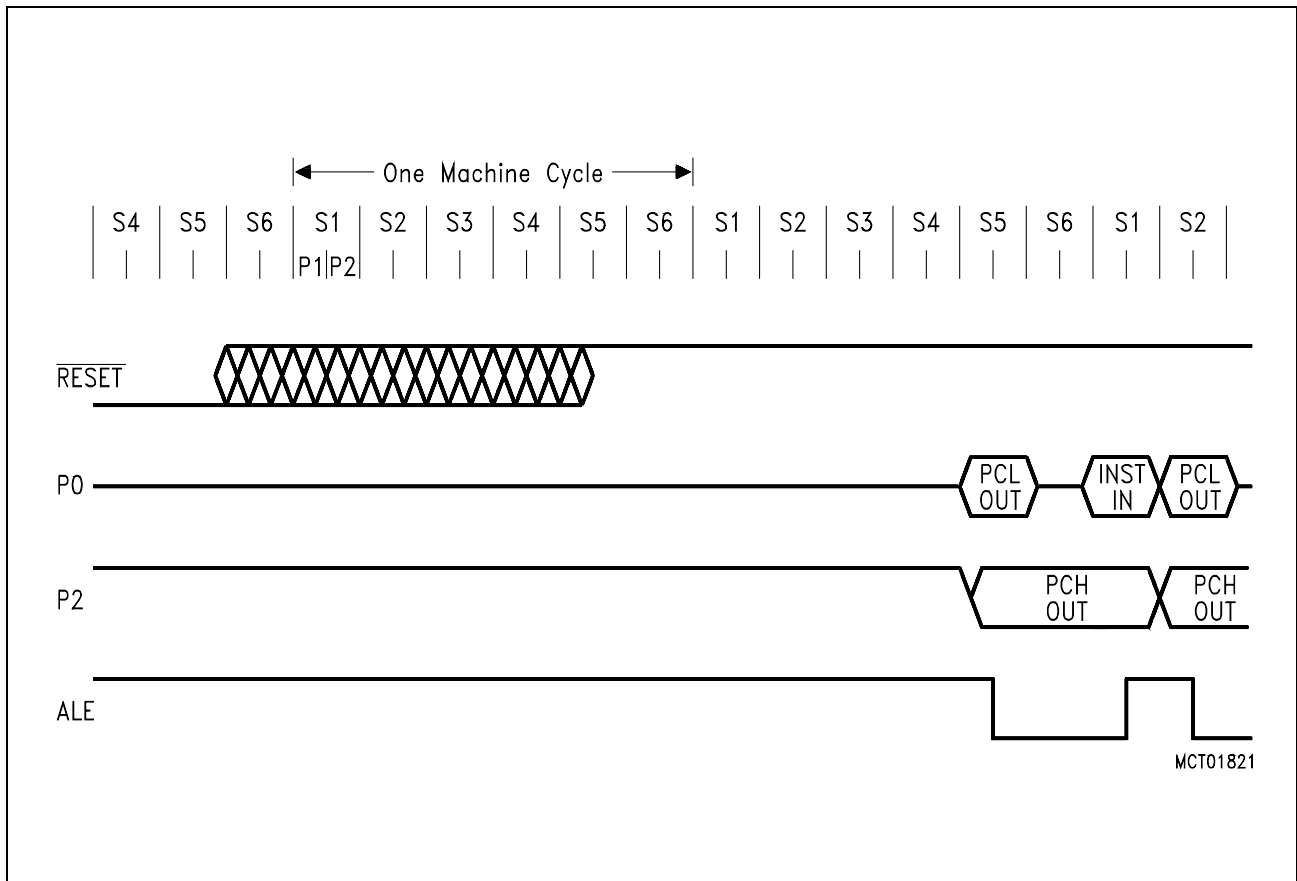 One Machine Cycle
S4 S5 S6 S1 S2 S3 S4 S5 S6 S1 S2 S3 S4 S5 S6 S1 S2
P1 P2
RESET
P0
PCL OUT
INST IN
PCL OUT
P2
PCH OUT
PCH OUT
ALE
MCT01821